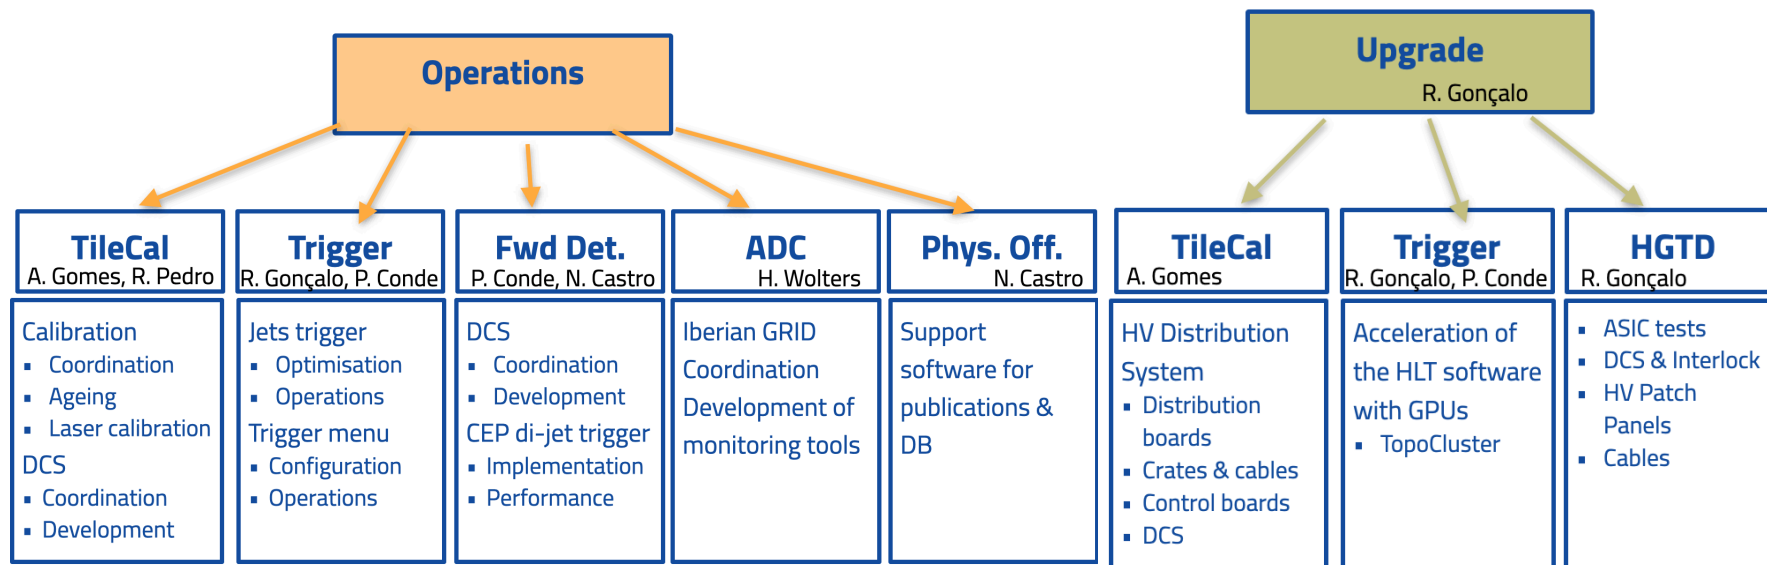 Operations
Upgrade
R. Gonçalo
TileCal
A. Gomes, R. Pedro
Calibration
▪ Coordination
▪ Ageing
▪ Laser calibration
DCS
▪ Coordination
▪ Development
Trigger
R. Gonçalo, P. Conde
Jets trigger
▪ Optimisation
▪ Operations
Trigger menu
▪ Configuration
▪ Operations
Fwd Det.
P. Conde, N. Castro
DCS
▪ Coordination
▪ Development
CEP di-jet trigger
▪ Implementation
▪ Performance
ADC
H. Wolters
Iberian GRID
Coordination
Development of
monitoring tools
Phys. Off.
N. Castro
Support
software for
publications &
DB
TileCal
A. Gomes
HV Distribution
System
▪ Distribution
boards
▪ Crates & cables
▪ Control boards
▪ DCS
Trigger
R. Gonçalo, P. Conde
Acceleration of
the HLT software
with GPUs
▪ TopoCluster
HGTD
R. Gonçalo
▪ ASIC tests
▪ DCS & Interlock
▪ HV Patch
Panels
▪ Cables